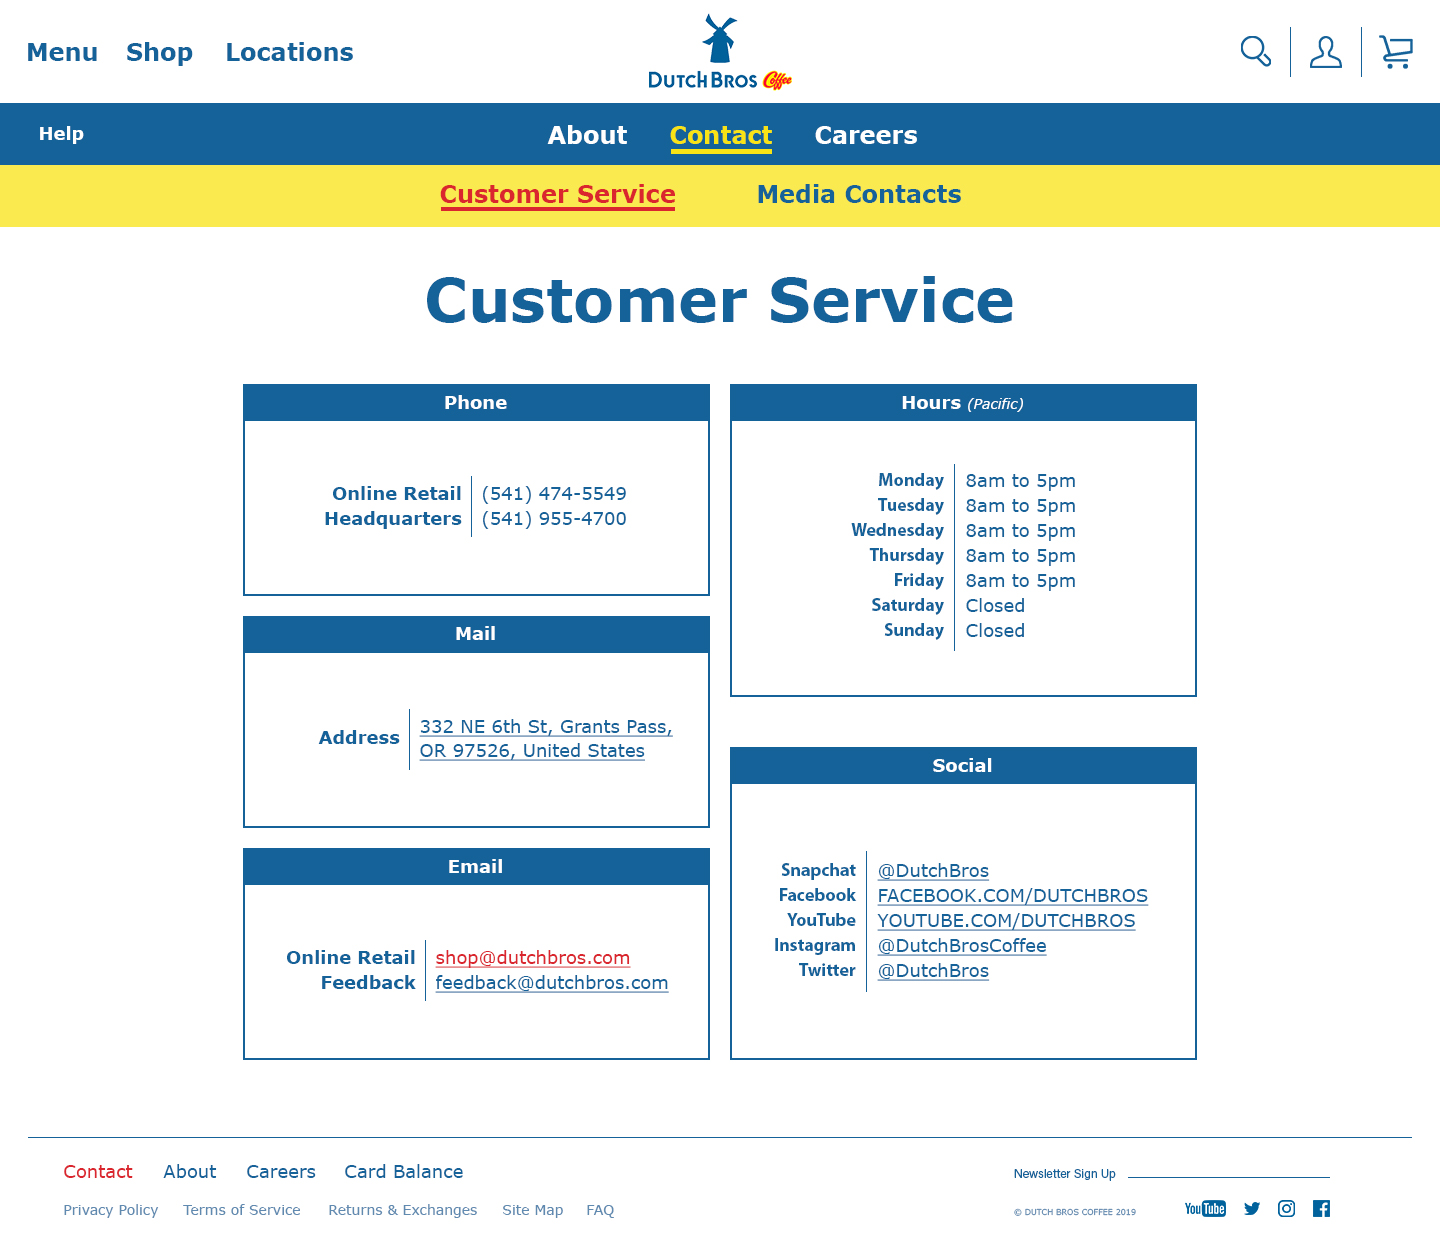 Menu Shop Locations
DUTCH BROS Coffee
Help About Contact Careers
Customer Service Media Contacts
Customer Service
Phone
Online Retail (541) 474-5549
Headquarters (541) 955-4700
Mail
Address 332 NE 6th St, Grants Pass,
OR 97526, United States
Email
Online Retail shop@dutchbros.com
Feedback feedback@dutchbros.com
Hours (Pacific)
Monday 8am to 5pm
Tuesday 8am to 5pm
Wednesday 8am to 5pm
Thursday 8am to 5pm
Friday 8am to 5pm
Saturday Closed
Sunday Closed
Social
Snapchat @DutchBros
Facebook FACEBOOK.COM/DUTCHBROS
YouTube YOUTUBE.COM/DUTCHBROS
Instagram @DutchBrosCoffee
Twitter @DutchBros
Contact About Careers Card Balance
Newsletter Sign Up
Privacy Policy Terms of Service Returns & Exchanges Site Map FAQ
© DUTCH BROS COFFEE 2019
YouTube